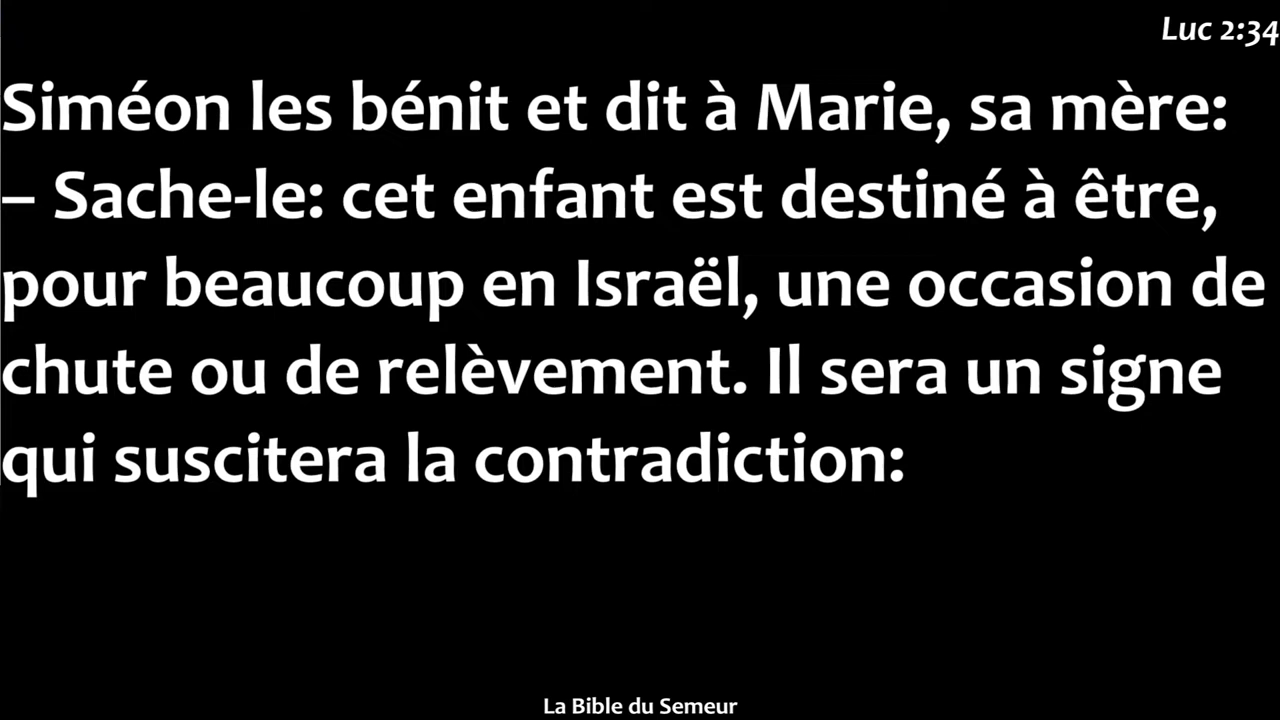 Luc 2:34
Siméon les bénit et dit à Marie, sa mère:
– Sache-le: cet enfant est destiné à être,
pour beaucoup en Israël, une occasion de
chute ou de relèvement. Il sera un signe
qui suscitera la contradiction:
La Bible du Semeur